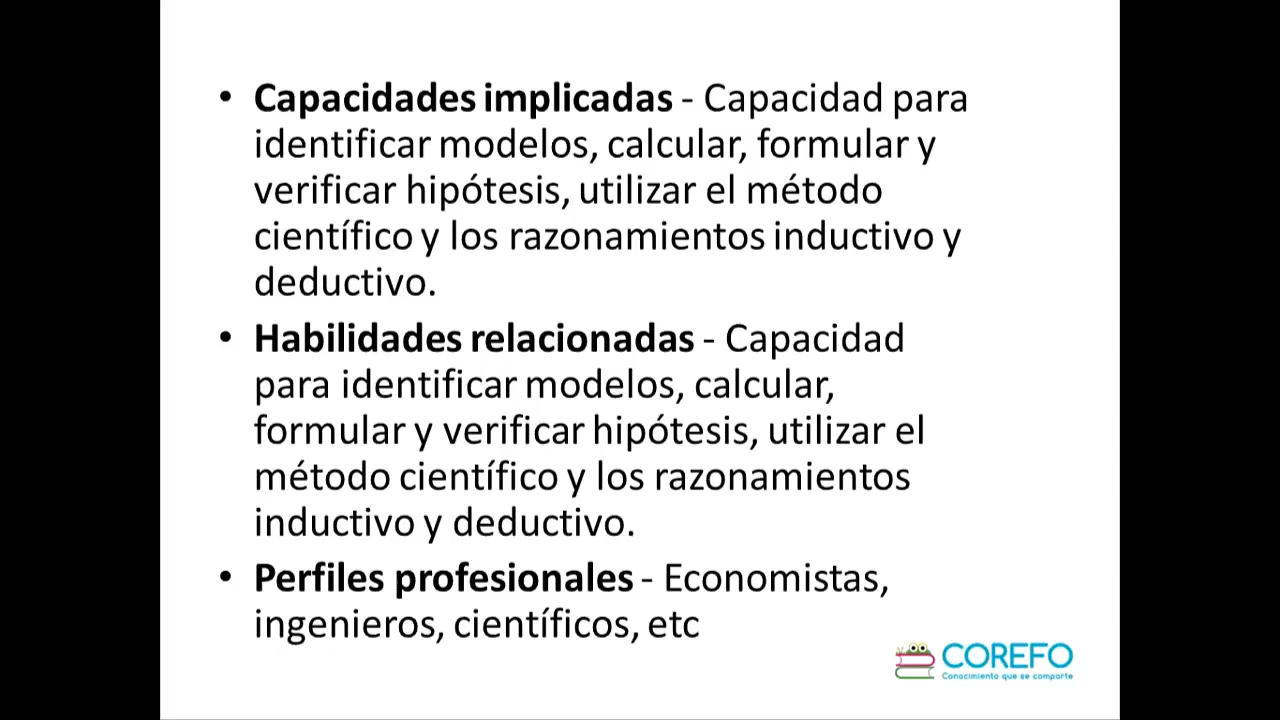 • Capacidades implicadas - Capacidad para
identificar modelos, calcular, formular y
verificar hipótesis, utilizar el método
científico y los razonamientos inductivo y
deductivo.
• Habilidades relacionadas - Capacidad
para identificar modelos, calcular,
formular y verificar hipótesis, utilizar el
método científico y los razonamientos
inductivo y deductivo.
• Perfiles profesionales - Economistas,
ingenieros, científicos, etc
COREFO
Conocimiento que se comparte